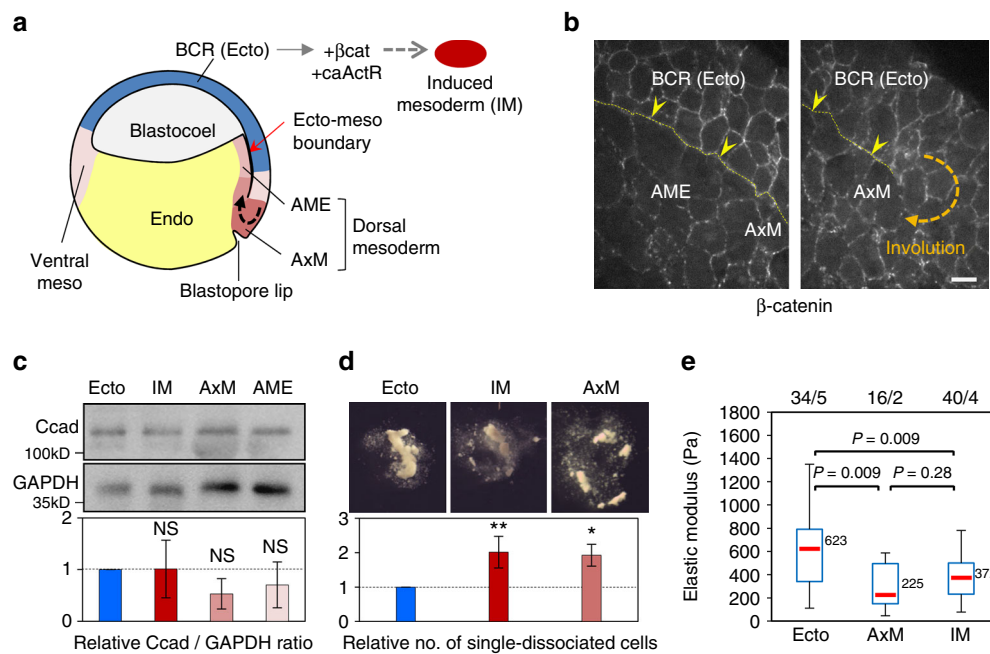 a
BCR (Ecto)
+βcat
+caActR
Induced
mesoderm (IM)
Blastocoel
Ecto-meso
boundary
Endo
AME
AxM
Dorsal
mesoderm
Ventral
meso
Blastopore lip
b
BCR (Ecto)
AME
AxM
BCR (Ecto)
AxM
Involution
β-catenin
c
Ecto IM AxM AME
Ccad
100kD
GAPDH
35kD
2
1
0
NS
NS
NS
Relative Ccad / GAPDH ratio
d
Ecto IM AxM
3
2
1
0
**
*
Relative no. of single-dissociated cells
e
34/5 16/2 40/4
Elastic modulus (Pa)
1800
1600
1400
1200
1000
800
600
400
200
0
P = 0.009
P = 0.009
P = 0.28
623
225
37
Ecto AxM IM